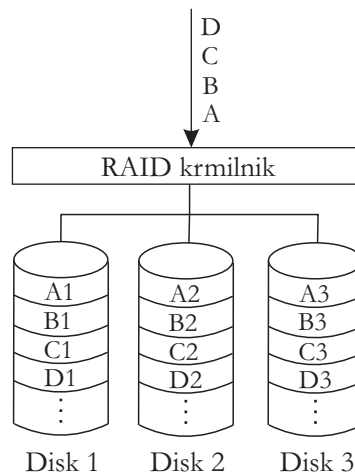 D
C
B
A
RAID krmilnik
A1 A2 A3
B1 B2 B3
C1 C2 C3
D1 D2 D3
Disk 1 Disk 2 Disk 3